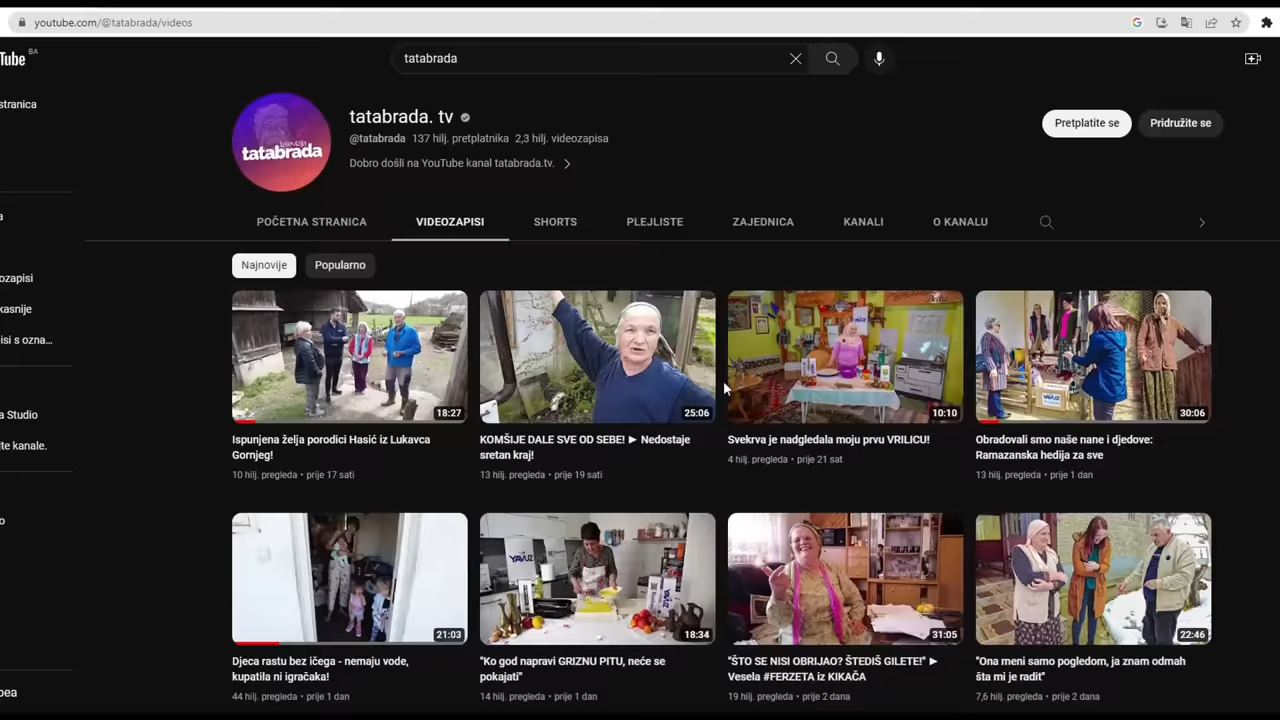 youtube.com/@tatabrada/videos
Tube BA
tatabrada
stranica
a
ozapisi
kasnije
isi s ozna...
a Studio
jte kanale.
o
pea
televizija
tatabrada
tatabrada. tv
@tatabrada 137 hilj. pretplatnika 2,3 hilj. videozapisa
Dobro došli na YouTube kanal tatabrada.tv.
Pretplatite se
Pridružite se
POČETNA STRANICA
VIDEOZAPISI
SHORTS
PLEJLISTE
ZAJEDNICA
KANALI
O KANALU
Najnovije
Popularno
18:27
Ispunjena želja porodici Hasić iz Lukavca
Gornjeg!
10 hilj. pregleda • prije 17 sati
25:06
KOMŠIJE DALE SVE OD SEBE! ► Nedostaje
sretan kraj!
13 hilj. pregleda • prije 19 sati
YAVUZ
10:10
Svekrva je nadgledala moju prvu VRILICU!
4 hilj. pregleda • prije 21 sat
YAVUZ
30:06
Obradovali smo naše nane i djedove:
Ramazanska hedija za sve
13 hilj. pregleda • prije 1 dan
21:03
Djeca rastu bez ičega - nemaju vode,
kupatila ni igračaka!
44 hilj. pregleda • prije 1 dan
YAVUZ
18:34
"Ko god napravi GRIZNU PITU, neće se
pokajati"
14 hilj. pregleda • prije 1 dan
31:05
"ŠTO SE NISI OBRIJAO? ŠTEDIŠ GILETE!" ►
Vesela #FERZETA iz KIKAČA
19 hilj. pregleda • prije 2 dana
22:46
"Ona meni samo pogledom, ja znam odmah
šta mi je radit"
7,6 hilj. pregleda • prije 2 dana